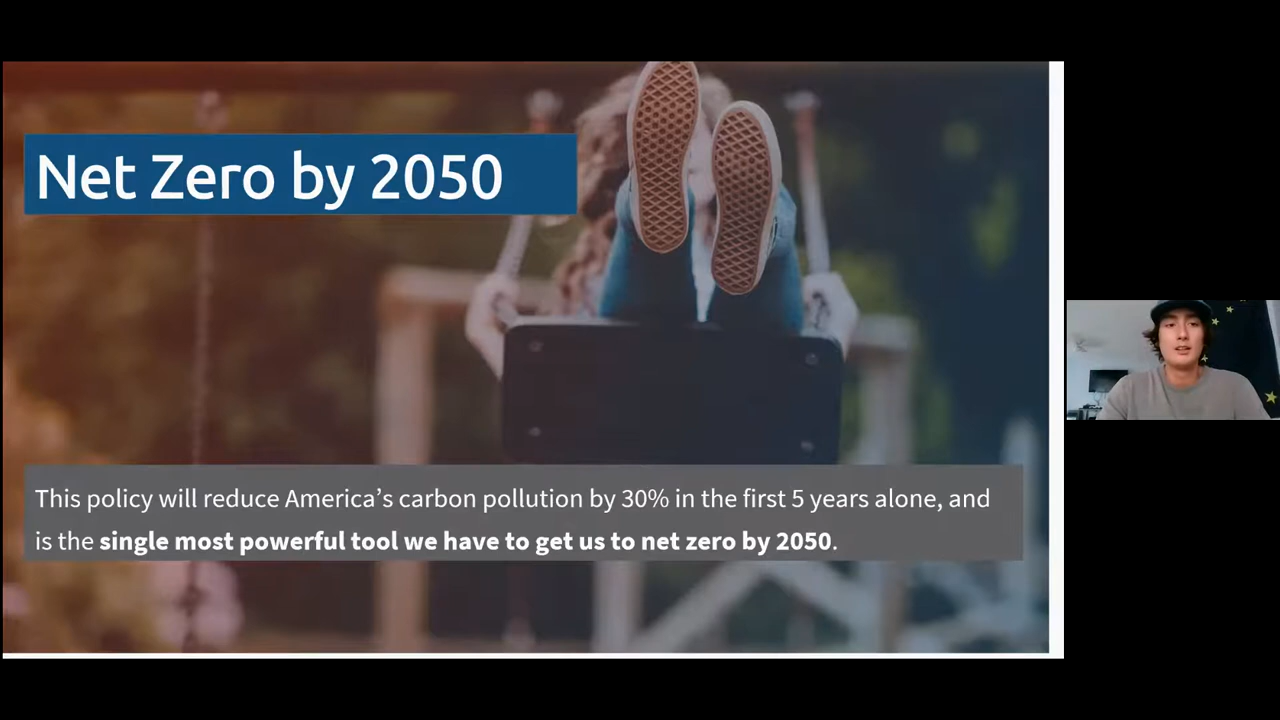 Net Zero by 2050
This policy will reduce America’s carbon pollution by 30% in the first 5 years alone, and
is the single most powerful tool we have to get us to net zero by 2050.